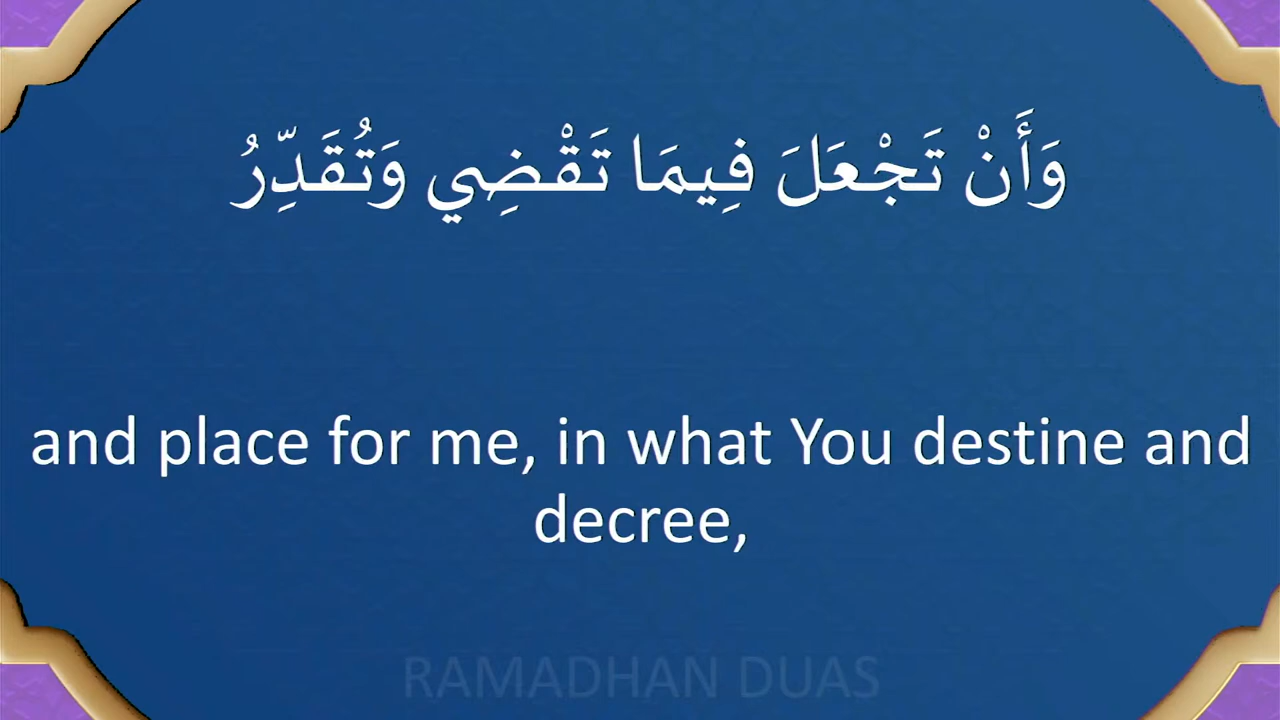 وَأَنْ تَجْعَلَ فِيمَا تَقْضِي وَتُقَدِّرُ
and place for me, in what You destine and
decree,
RAMADHAN DUAS